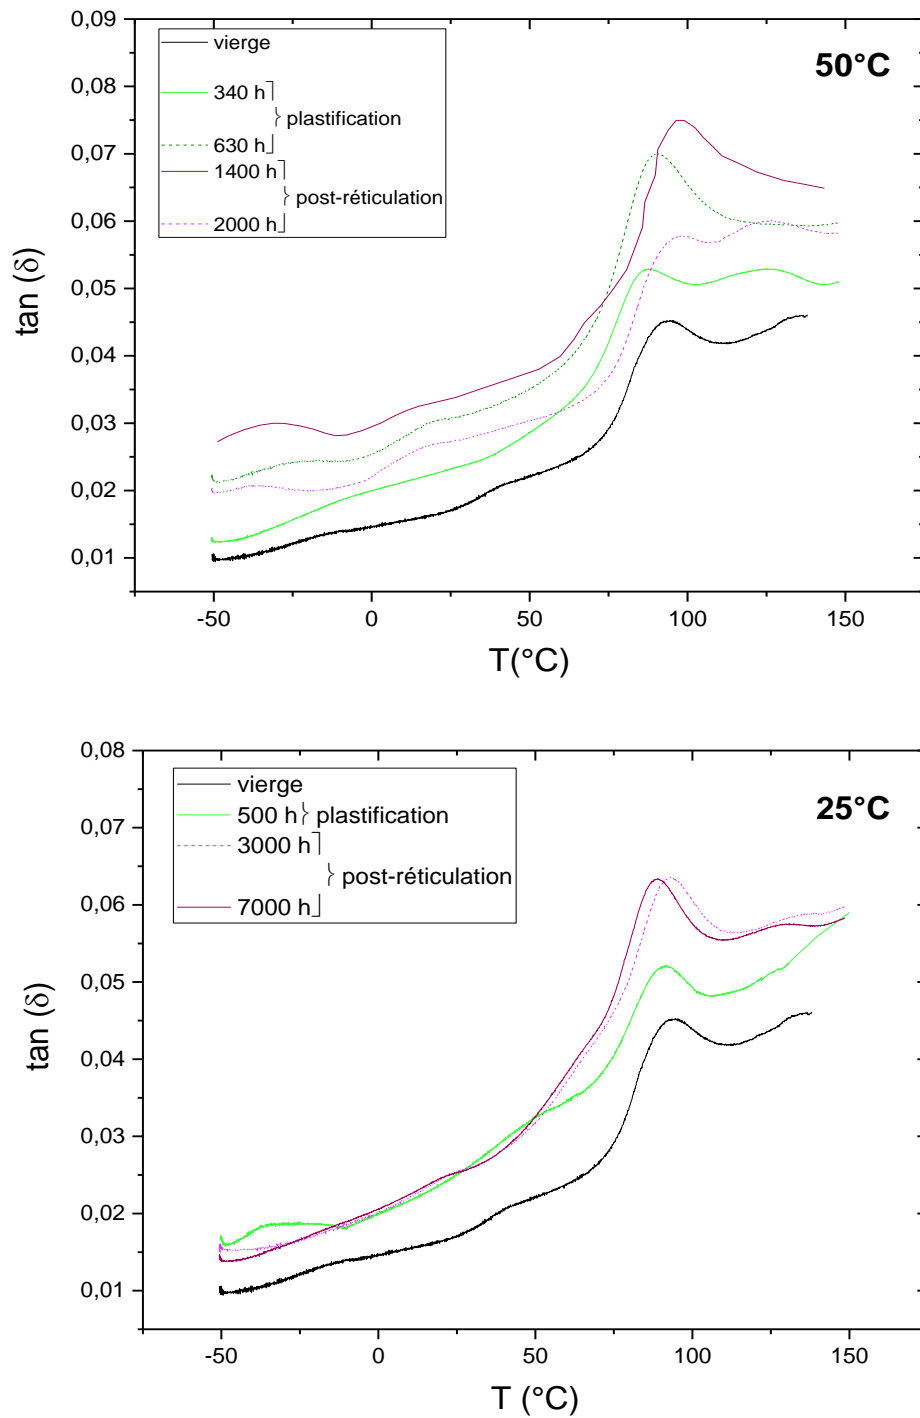 0,09
0,08
0,07
0,06
0,05
0,04
0,03
0,02
0,01
tan (δ)
vierge
340 h
} plastification
630 h
1400 h
} post-réticulation
2000 h
50°C
-50 0 50 100 150
T(°C)
0,08
0,07
0,06
0,05
0,04
0,03
0,02
0,01
tan (δ)
vierge
500 h} plastification
3000 h
} post-réticulation
7000 h
25°C
-50 0 50 100 150
T (°C)